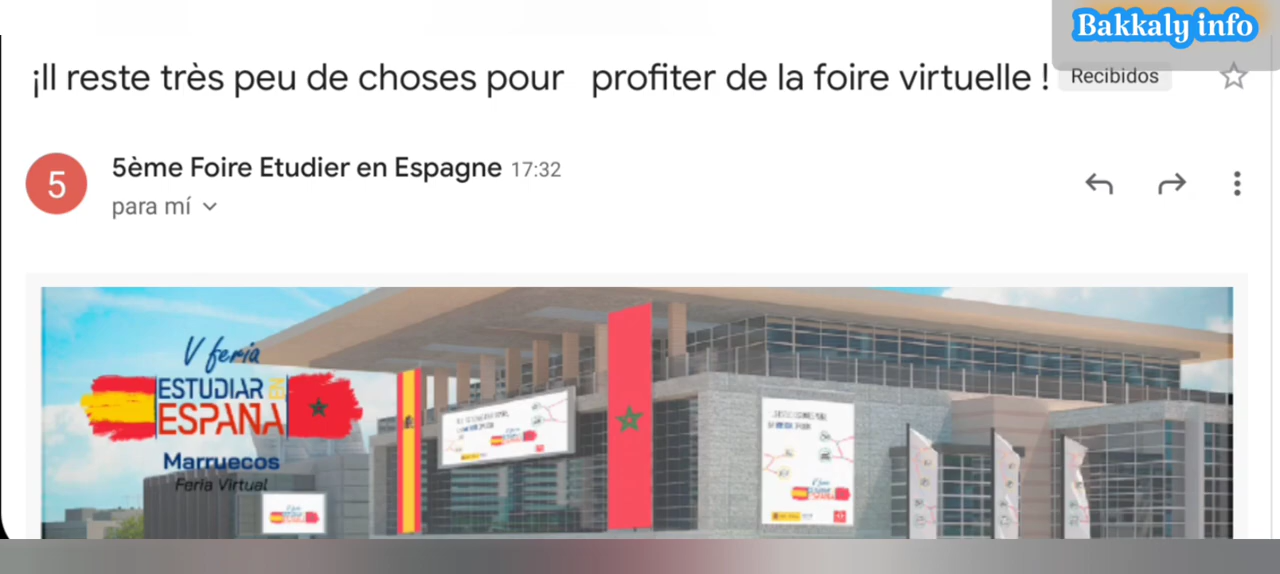 Bakkaly info
¡Il reste très peu de choses pour profiter de la foire virtuelle !
Recibidos
5
5ème Foire Etudier en Espagne 17:32
para mí
V feria
ESTUDIAR EN
ESPAÑA
Marruecos
Feria Virtual